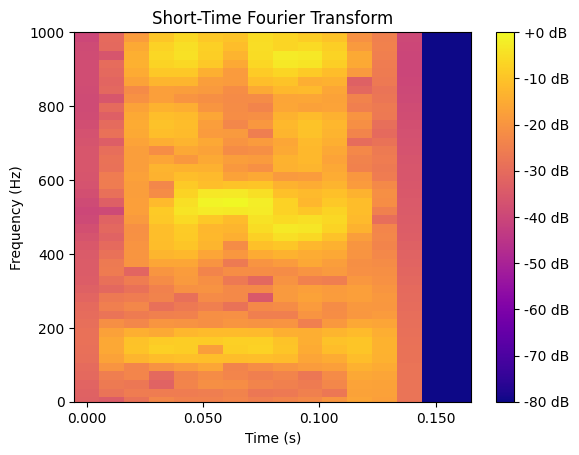 Short-Time Fourier Transform
Frequency (Hz)
1000
800
600
400
200
0
0.000
0.050
0.100
0.150
Time (s)
+0 dB
-10 dB
-20 dB
-30 dB
-40 dB
-50 dB
-60 dB
-70 dB
-80 dB